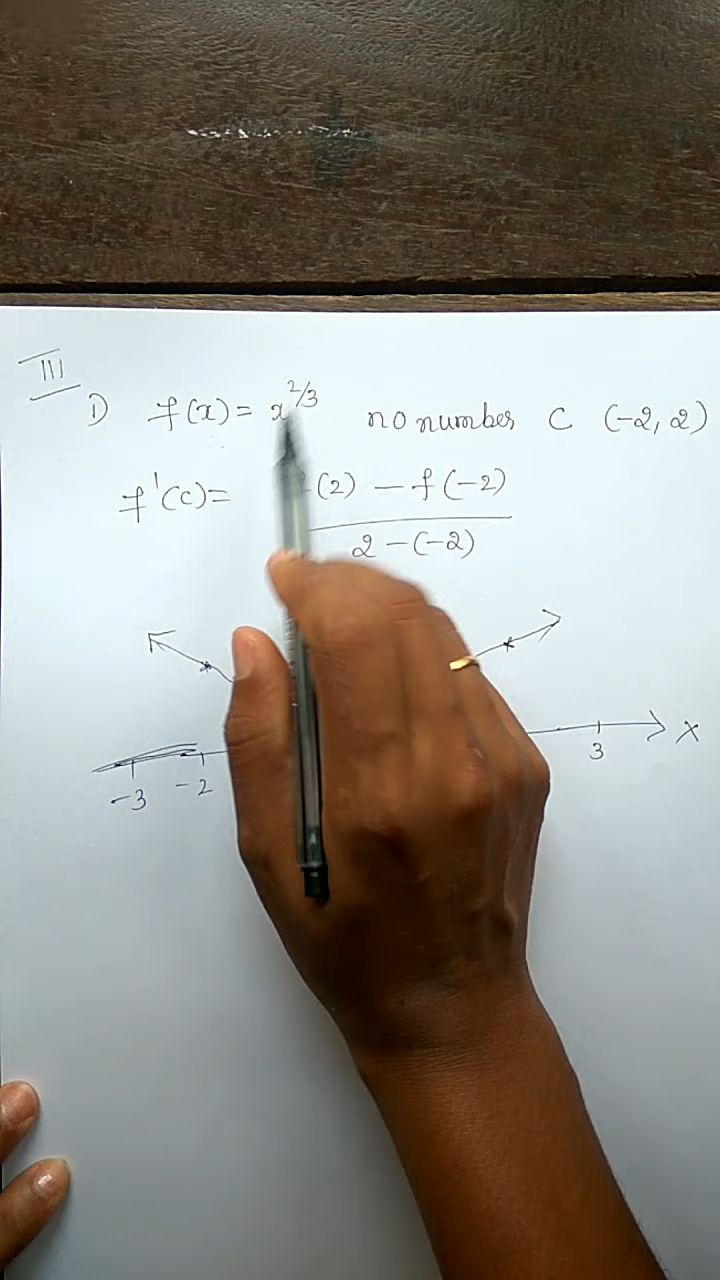 III
1) f(x) = x^2/3 no number c (-2, 2)
f'(c) = (2) - f(-2)
2 - (-2)
-3 -2 3 x